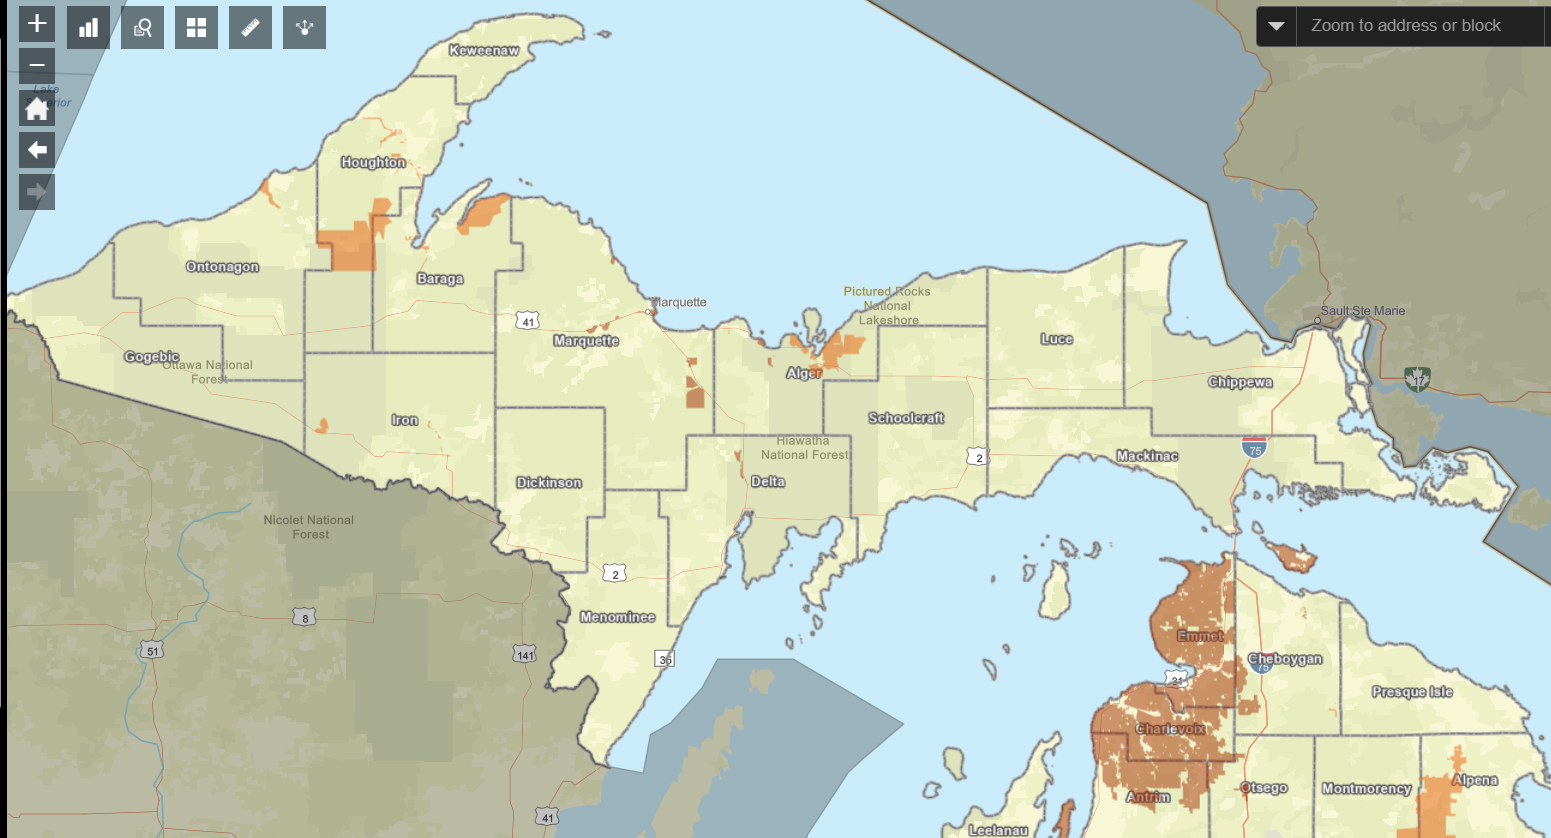 Zoom to address or block
Keweenaw
Lake
Houghton
Ontonagon
Baraga
Pictured Rocks
National
Lakeshore
Marquette
Sault Ste Marie
41
Marquette
Luce
Gogebic
Ottawa National
Forest
Alger
17
Chippewa
Iron
Schoolcraft
Hiawatha
National Forest
75
2
Mackinac
Dickinson
Delta
Nicolet National
Forest
2
8
Menominee
Emmet
51
141
35
Cheboygan
75
31
Presque Isle
Charlevoix
Alpena
Antrim
Otsego
Montmorency
41
Leelanau